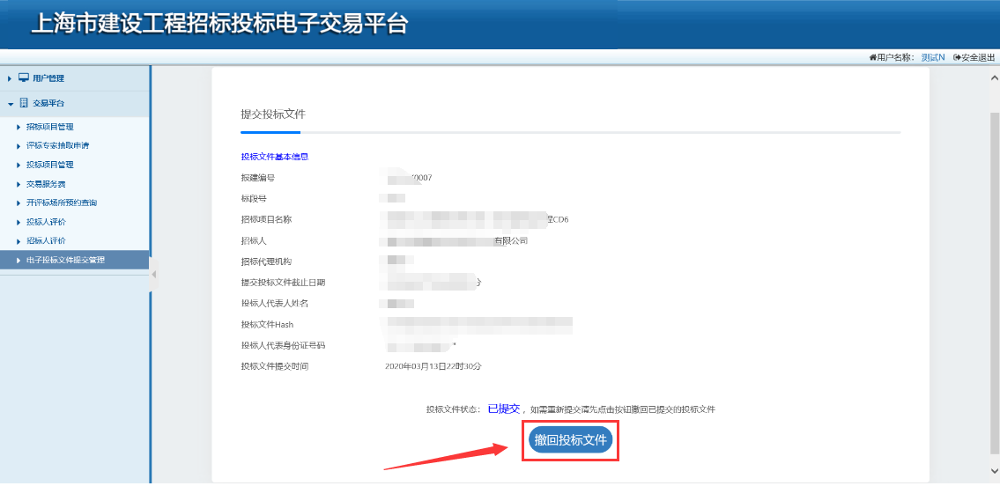 上海市建设工程招标投标电子交易平台
用户名称： 测试N 安全退出
用户管理
交易平台
招标项目管理
评标专家抽取申请
投标项目管理
交易服务费
开评标场所预约查询
投标人评价
招标人评价
电子投标文件提交管理
提交投标文件
投标文件基本信息
报建编号 0007
标段号
招标项目名称 程CD6
招标人 有限公司
招标代理机构
提交投标文件截止日期 分
投标人代表人姓名
投标文件Hash
投标人代表身份证号码 *
投标文件提交时间 2020年03月13日22时30分
投标文件状态： 已提交 ，如需重新提交请先点击按钮撤回已提交的投标文件
撤回投标文件